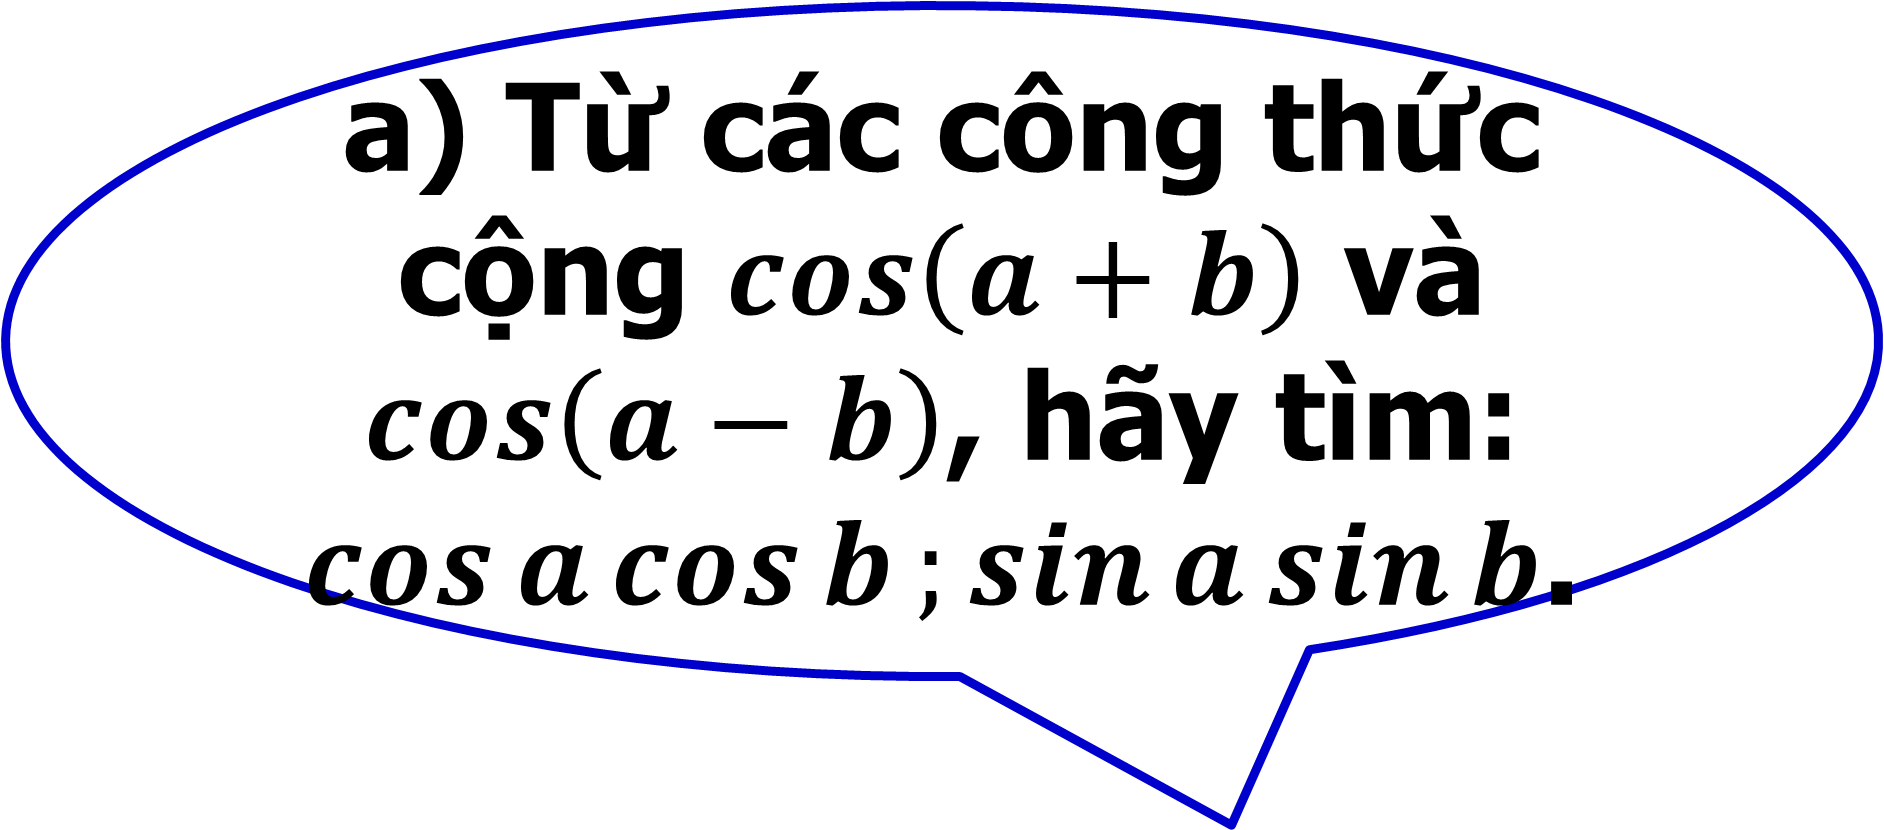 a) Từ các công thức
cộng cos(a + b) và
cos(a − b), hãy tìm:
cos a cos b ; sin a sin b.